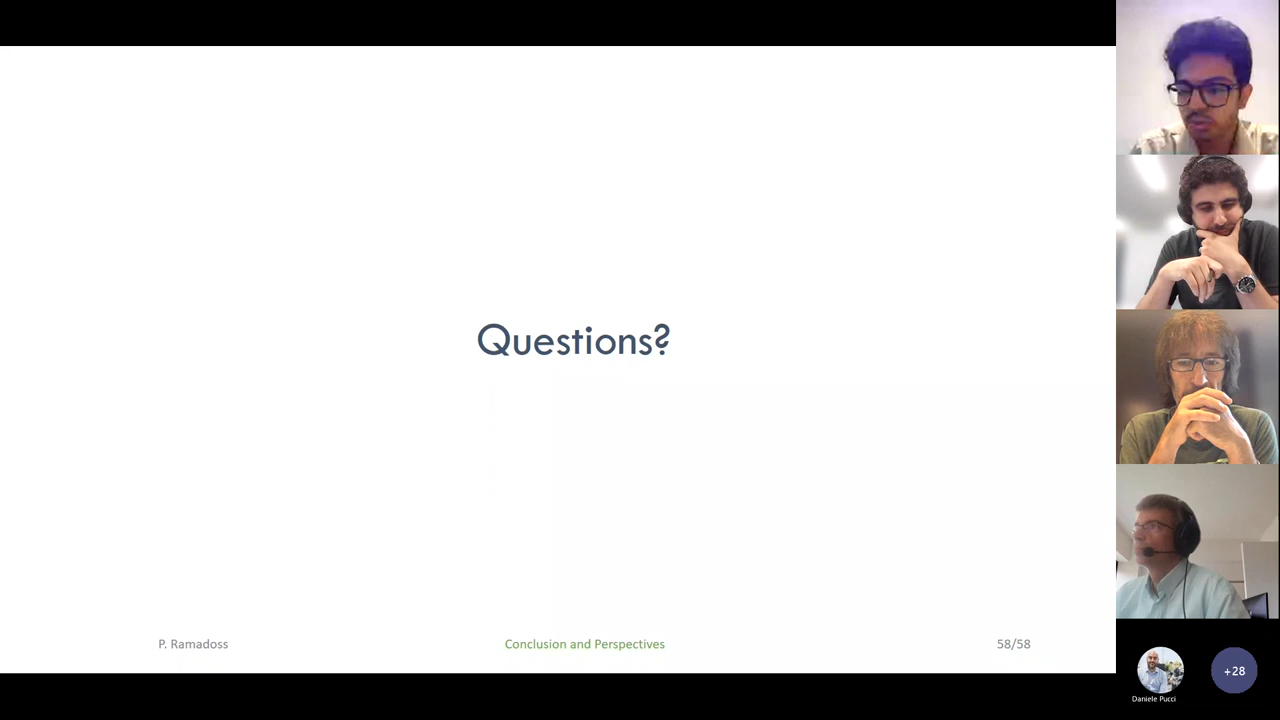 Questions?
P. Ramadoss
Conclusion and Perspectives
58/58
Daniele Pucci
+28